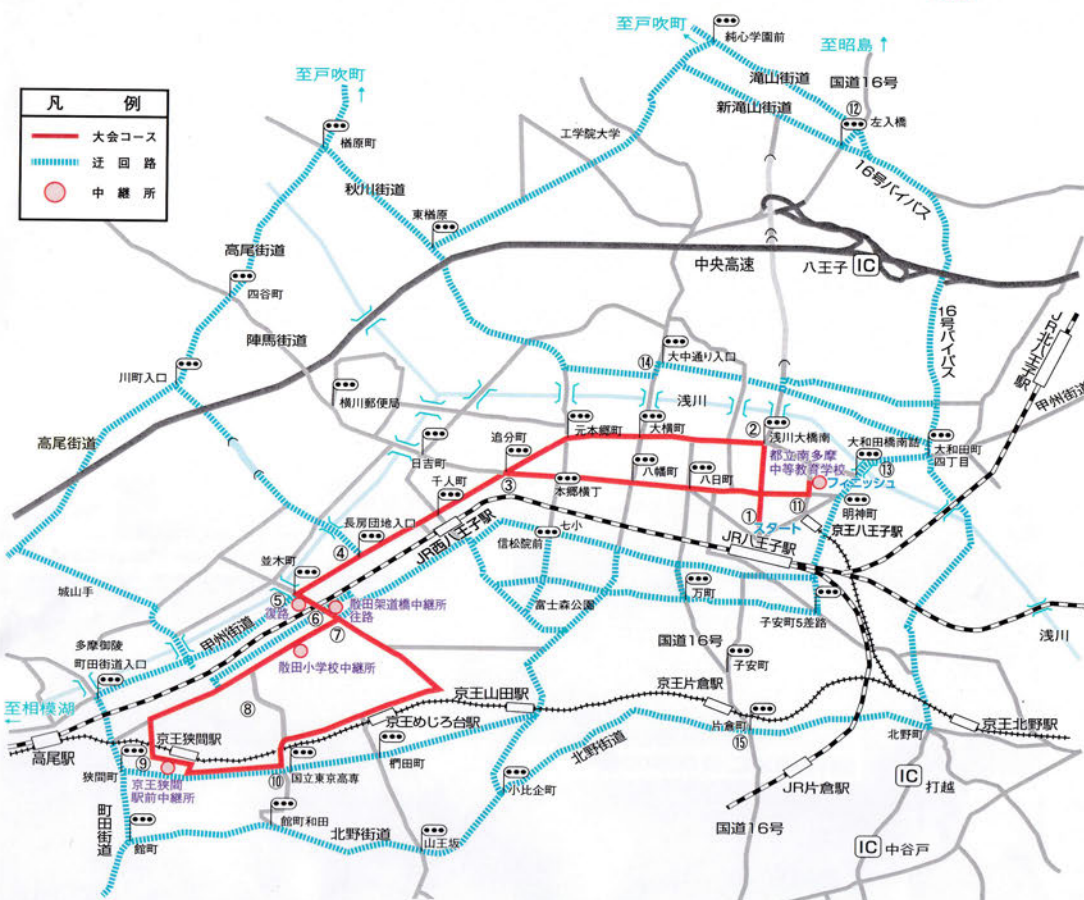 至戸吹町
純心学園前
至昭島↑
滝山街道
国道16号
新滝山街道
⑫
左入橋
至戸吹町
↑
凡 例
大会コース
迂回路
中継所
楢原町
工学院大学
秋川街道
16号バイパス
東楢原
高尾街道
中央高速
八王子 IC
四谷町
陣馬街道
16号バイパス
JR北八王子駅
大中通り入口
⑭
川町入口
横川郵便局
浅川
甲州街道
元本郷町
大横町
②
浅川大橋南
追分町
大和田橋南詰
大和田町
四丁目
高尾街道
日吉町
都立南多摩
中等教育学校
⑬
八幡町
八日町
フィニッシュ
千人町
③
本郷横丁
⑪
明神町
①
スタート
京王八王子駅
長房団地入口
七小
④
JR西八王子駅
信松院前
JR八王子駅
並木町
万町
城山手
⑤
復路
散田架道橋中継所
往路
富士森公園
子安町5差路
⑥
⑦
国道16号
浅川
甲州街道
多摩御陵
町田街道入口
散田小学校中継所
子安町
至相模湖
←
京王山田駅
京王片倉駅
⑧
京王めじろ台駅
片倉町
京王北野駅
京王狭間駅
⑮
北野町
高尾駅
北野街道
⑨
狭間町
⑩
国立東京高専
椚田町
JR片倉駅
IC 打越
京王狭間
駅前中継所
小比企町
町田街道
館町和田
国道16号
館町
北野街道
山王坂
IC 中谷戸